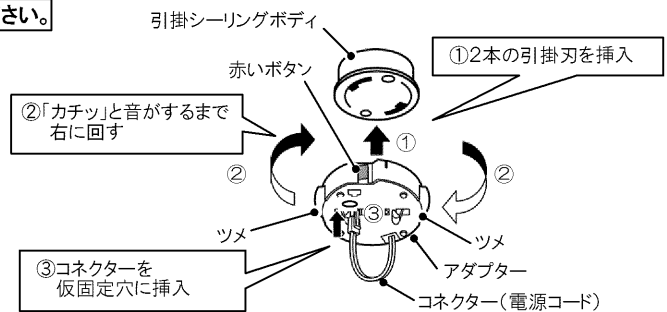 さい。
引掛シーリングボディ
①2本の引掛刃を挿入
赤いボタン
②「カチッ」と音がするまで
右に回す
①
②
②
③
ツメ
ツメ
アダプター
③コネクターを
仮固定穴に挿入
コネクター（電源コード）